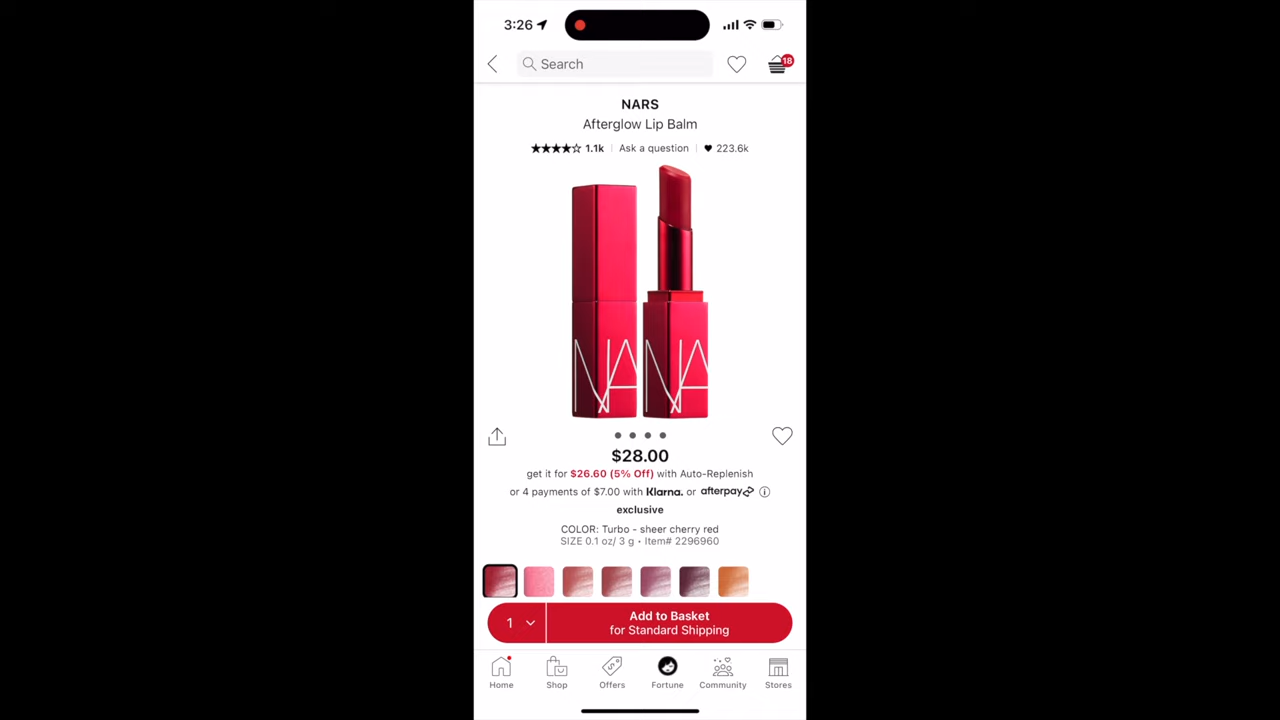 3:26
Search
18
NARS
Afterglow Lip Balm
1.1k
Ask a question
223.6k
NA
NA
$28.00
get it for $26.60 (5% Off) with Auto-Replenish
or 4 payments of $7.00 with Klarna. or afterpay
exclusive
COLOR: Turbo - sheer cherry red
SIZE 0.1 oz/ 3 g • Item# 2296960
1
Add to Basket
for Standard Shipping
Home
Shop
Offers
Fortune
Community
Stores